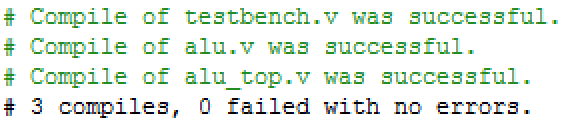 # Compile of testbench.v was successful.
# Compile of alu.v was successful.
# Compile of alu_top.v was successful.
# 3 compiles, 0 failed with no errors.